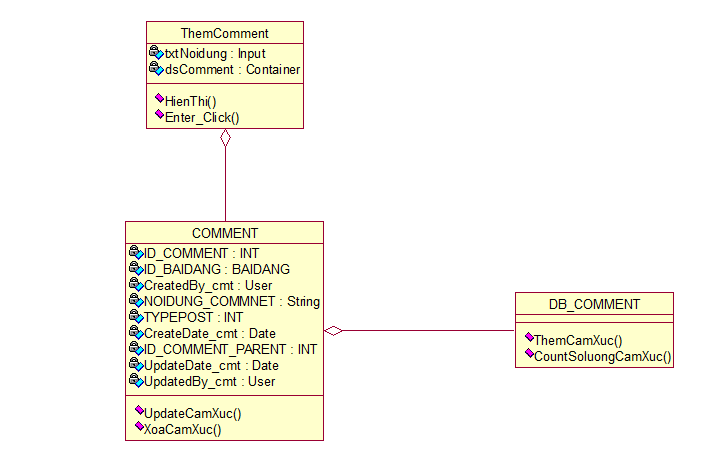 ThemComment
txtNoidung : Input
dsComment : Container
HienThi()
Enter_Click()
COMMENT
ID_COMMENT : INT
ID_BAIDANG : BAIDANG
CreatedBy_cmt : User
NOIDUNG_COMMNET : String
TYPEPOST : INT
CreateDate_cmt : Date
ID_COMMENT_PARENT : INT
UpdateDate_cmt : Date
UpdatedBy_cmt : User
UpdateCamXuc()
XoaCamXuc()
DB_COMMENT
ThemCamXuc()
CountSoluongCamXuc()